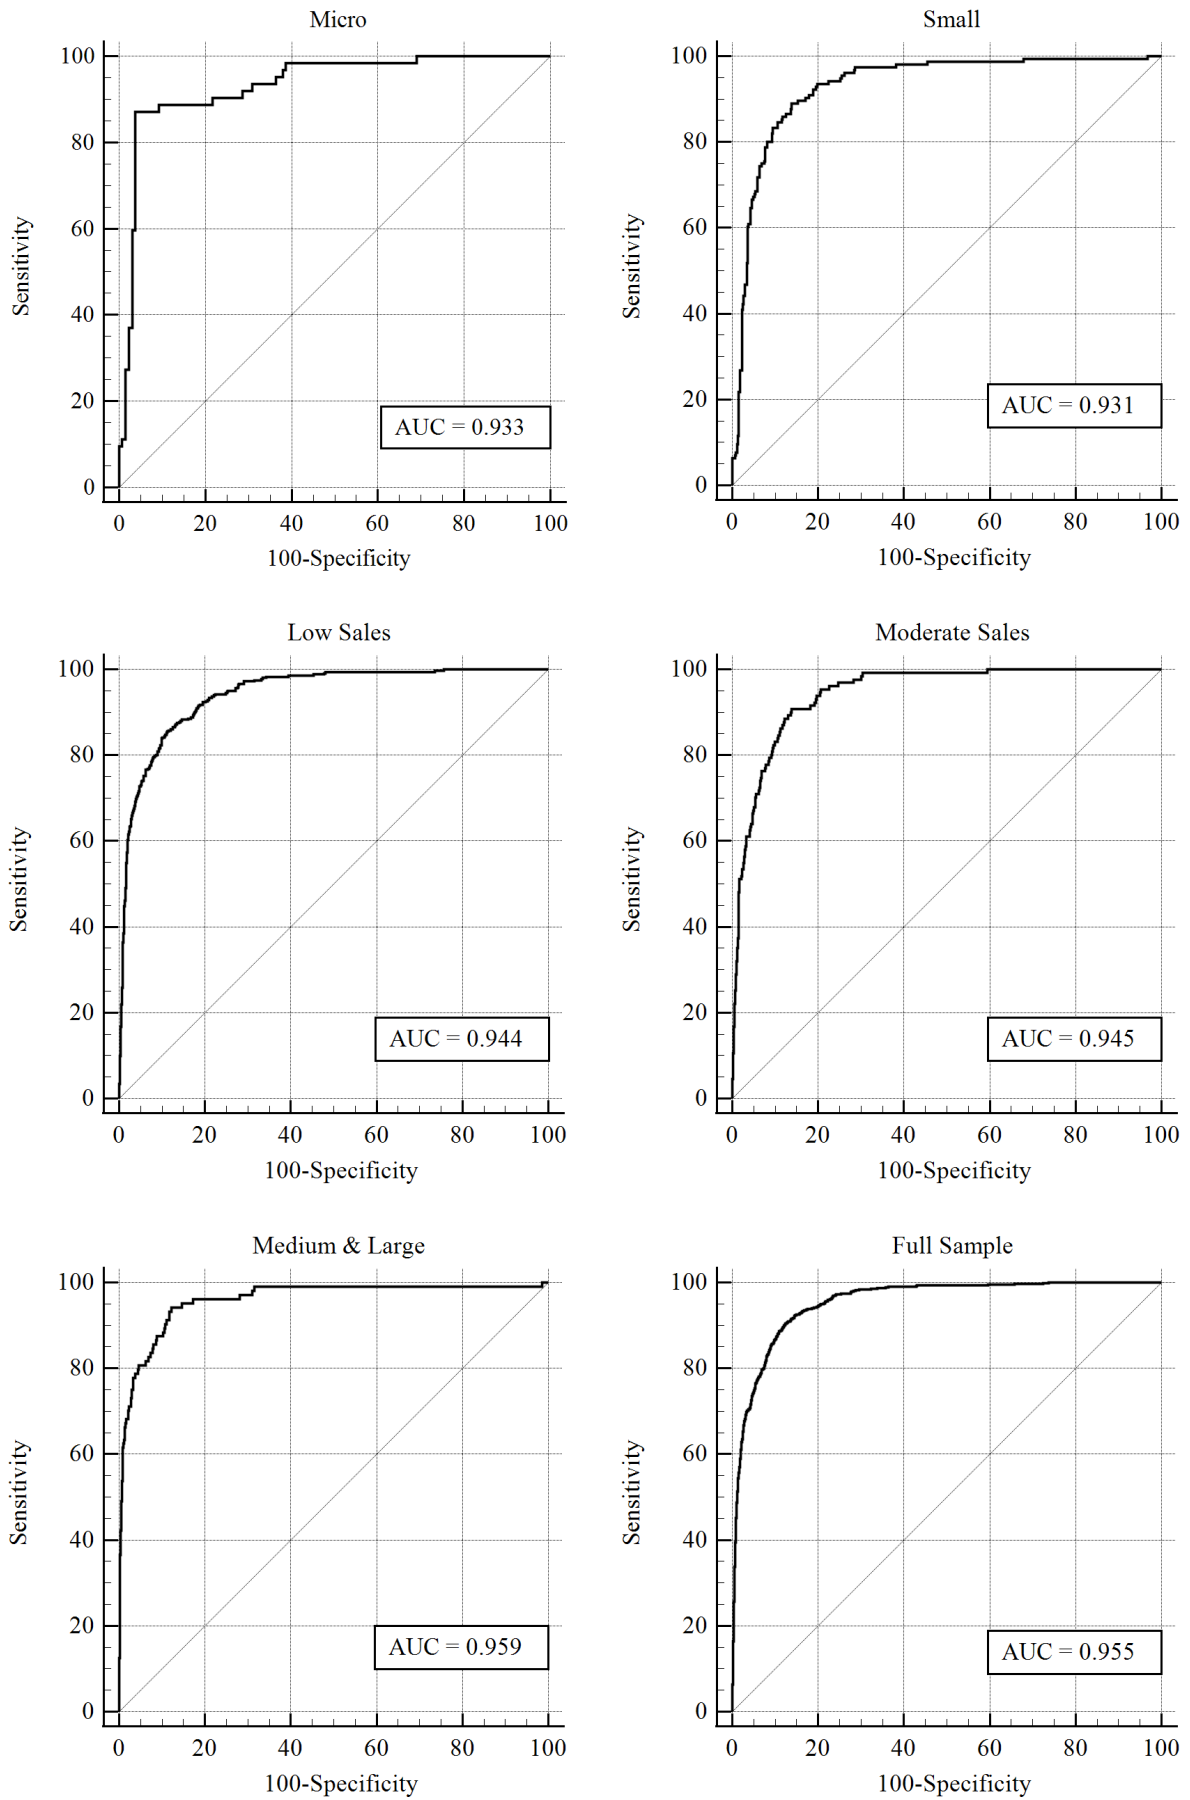 Micro
100
80
60
40
20
0
Sensitivity
AUC = 0.933
0 20 40 60 80 100
100-Specificity
Small
100
80
60
40
20
0
Sensitivity
AUC = 0.931
0 20 40 60 80 100
100-Specificity
Low Sales
100
80
60
40
20
0
Sensitivity
AUC = 0.944
0 20 40 60 80 100
100-Specificity
Moderate Sales
100
80
60
40
20
0
Sensitivity
AUC = 0.945
0 20 40 60 80 100
100-Specificity
Medium & Large
100
80
60
40
20
0
Sensitivity
AUC = 0.959
0 20 40 60 80 100
100-Specificity
Full Sample
100
80
60
40
20
0
Sensitivity
AUC = 0.955
0 20 40 60 80 100
100-Specificity